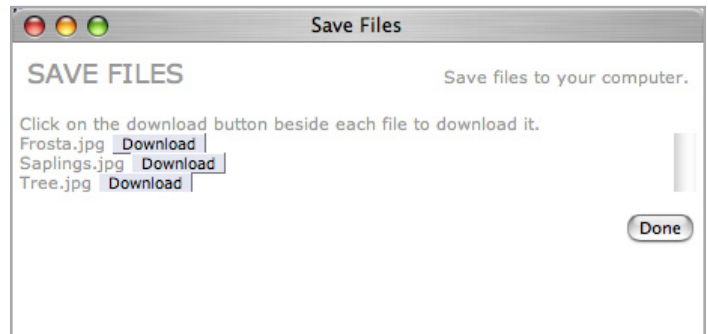 Save Files
SAVE FILES
Save files to your computer.
Click on the download button beside each file to download it.
Frosta.jpg Download
Saplings.jpg Download
Tree.jpg Download
Done